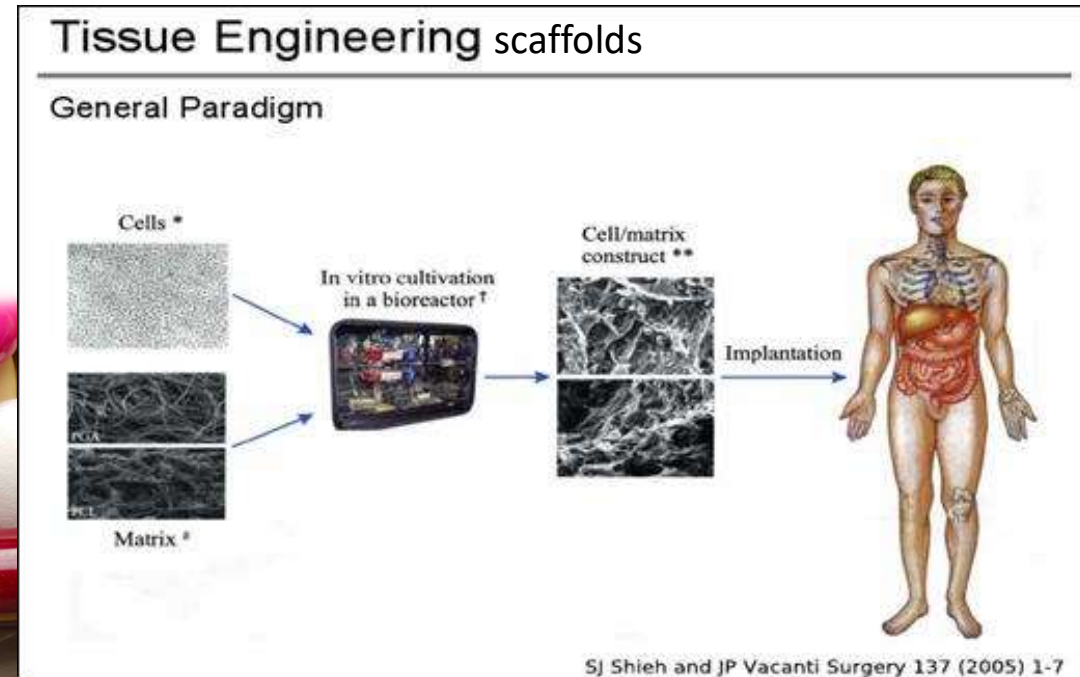 Tissue Engineering scaffolds
General Paradigm
Cells *
In vitro cultivation
in a bioreactor †
Cell/matrix
construct **
Implantation
PGA
PCL
Matrix #
SJ Shieh and JP Vacanti Surgery 137 (2005) 1-7